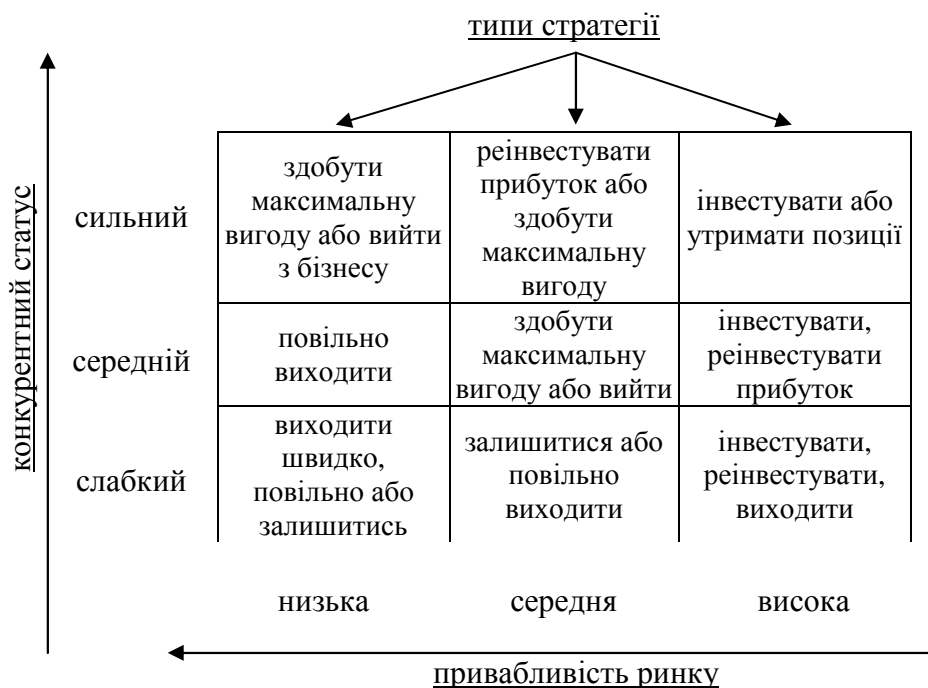 типи стратегії
конкурентний статус
сильний
здобути
максимальну
вигоду або вийти
з бізнесу
реінвестувати
прибуток або
здобути
максимальну
вигоду
інвестувати або
утримати позиції
середній
повільно
виходити
здобути
максимальну
вигоду або вийти
інвестувати,
реінвестувати
прибуток
слабкий
виходити
швидко,
повільно або
залишитись
залишитися або
повільно
виходити
інвестувати,
реінвестувати,
виходити
низька
середня
висока
привабливість ринку